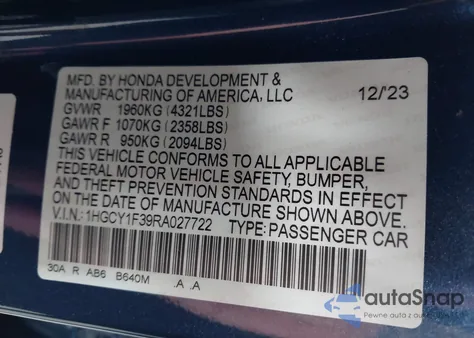 MFD. BY HONDA DEVELOPMENT &
MANUFACTURING OF AMERICA, LLC 12/'23
GVWR 1960KG (4321LBS)
GAWR F 1070KG (2358LBS)
GAWR R 950KG (2094LBS)
THIS VEHICLE CONFORMS TO ALL APPLICABLE
FEDERAL MOTOR VEHICLE SAFETY, BUMPER,
AND THEFT PREVENTION STANDARDS IN EFFECT
ON THE DATE OF MANUFACTURE SHOWN ABOVE.
V.I.N.: 1HGCY1F39RA027722 TYPE: PASSENGER CAR
30A R AB6 B640M .A .A
autoSnap
Pewne auta z